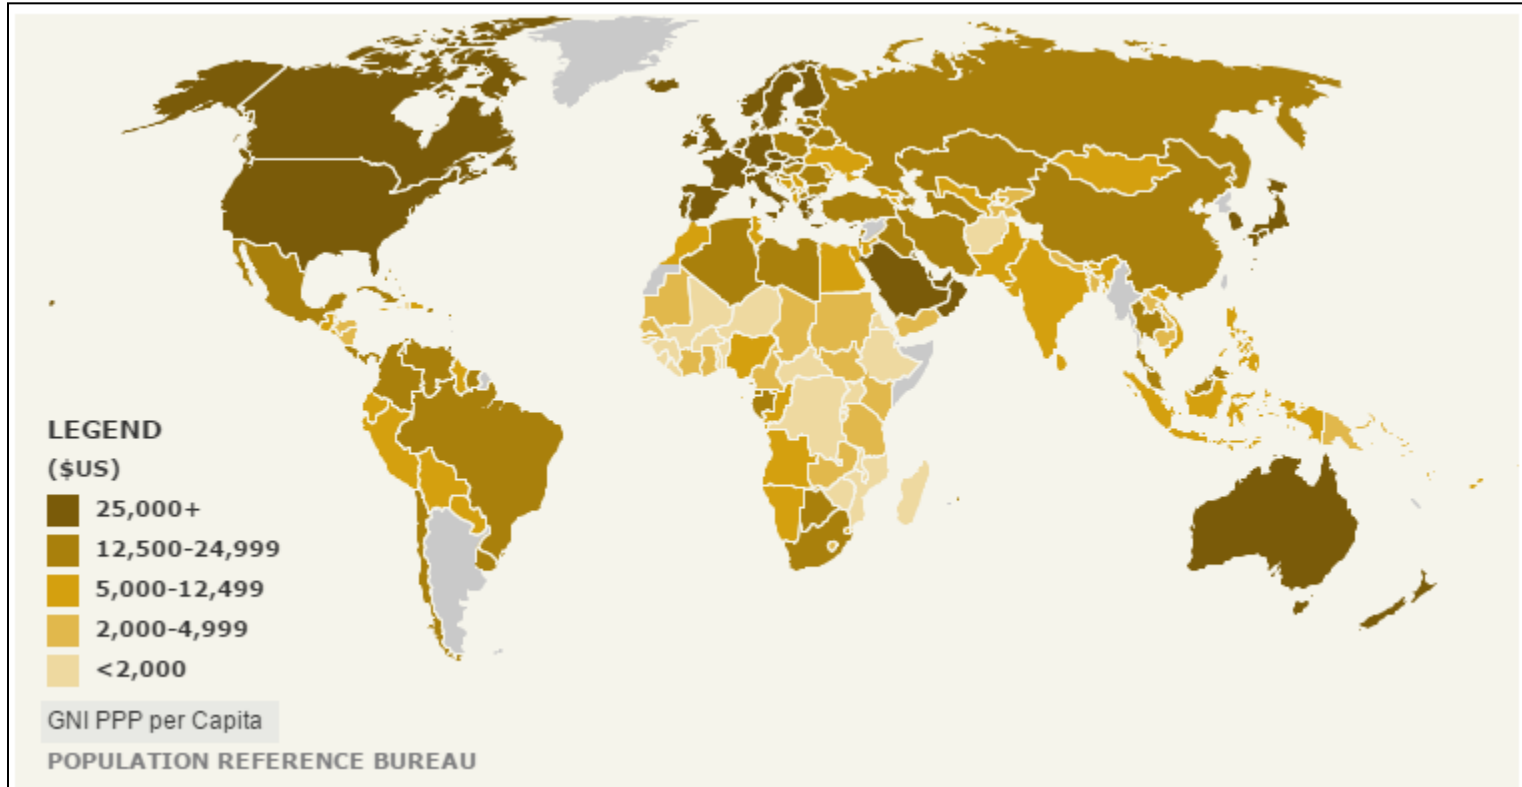 LEGEND
($US)
25,000+
12,500-24,999
5,000-12,499
2,000-4,999
<2,000
GNI PPP per Capita
POPULATION REFERENCE BUREAU